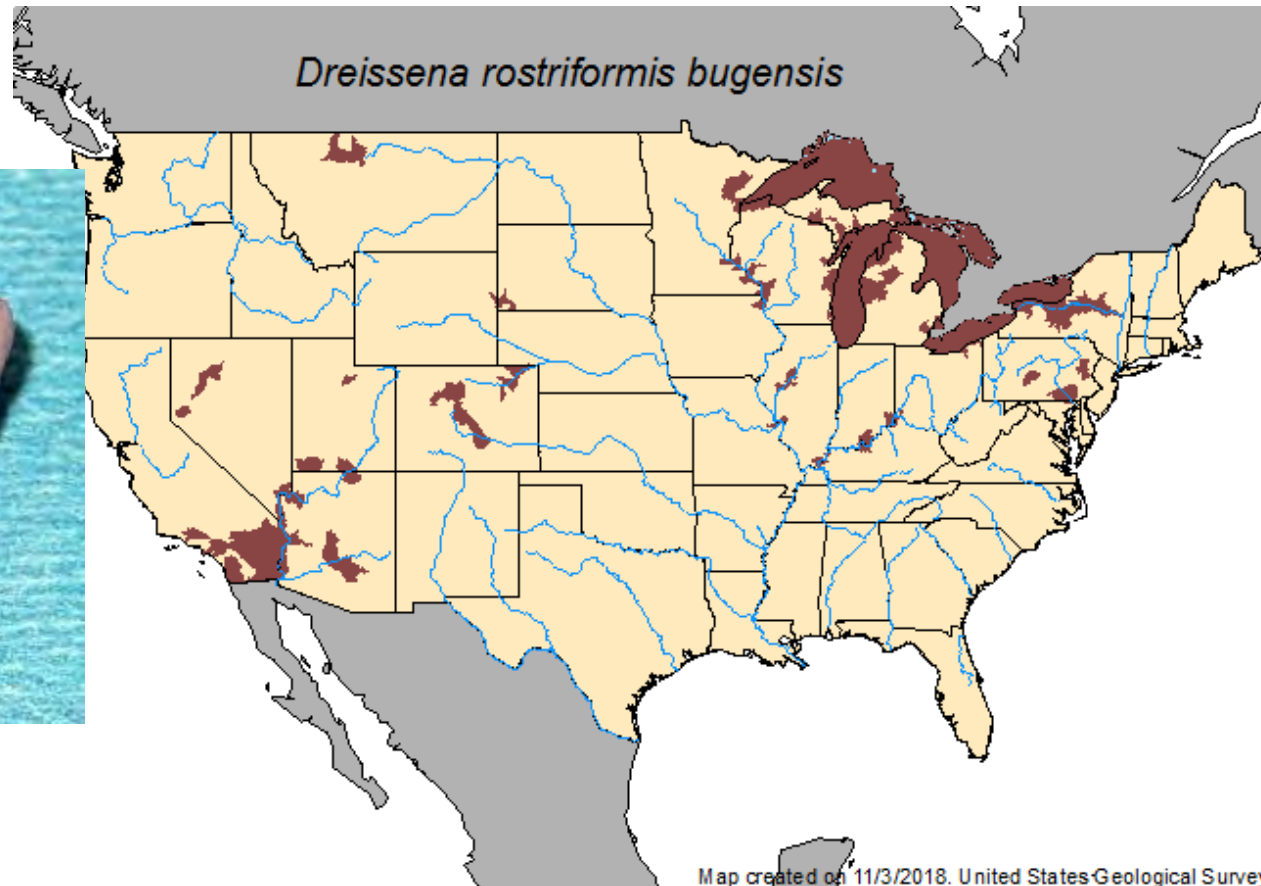 Dreissena rostriformis bugensis
Map created on 11/3/2018. United States Geological Survey